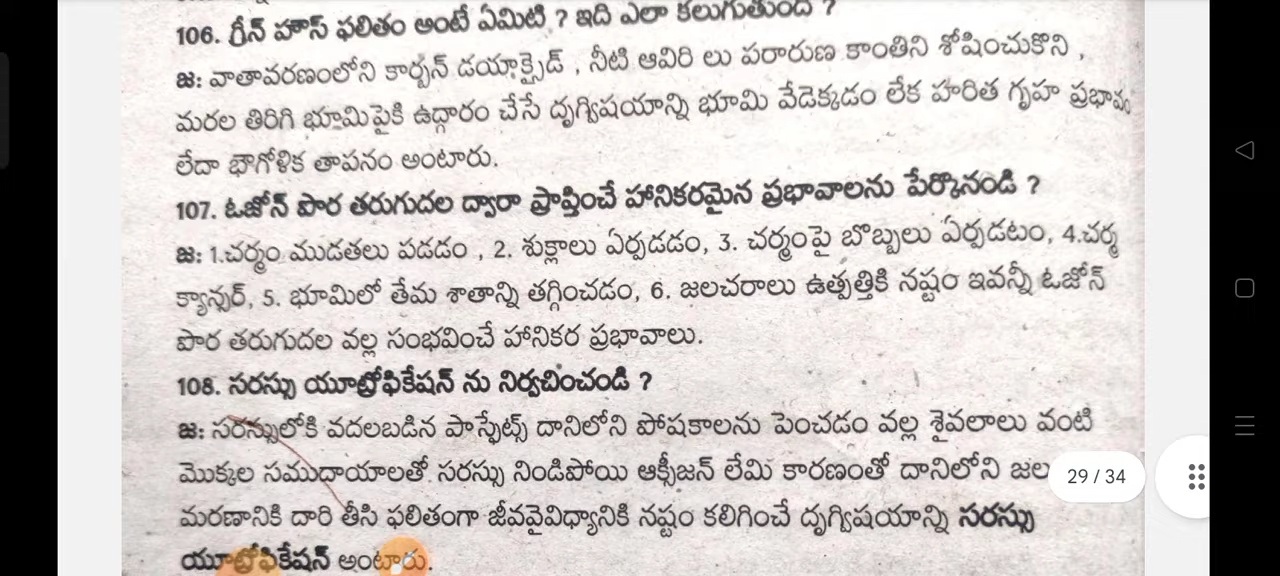 106. గ్రీన్ హౌస్ ఫలితం అంటే ఏమిటి ? ఇది ఎలా కలుగుతుంది ?
జ: వాతావరణంలోని కార్బన్ డయాక్సైడ్ , నీటి ఆవిరి లు పరారుణ కాంతిని శోషించుకొని ,
మరల తిరిగి భూమిపైకి ఉద్గారం చేసే దృగ్విషయాన్ని భూమి వేడెక్కడం లేక హరిత గృహ ప్రభావం
లేదా భౌగోళిక తాపనం అంటారు.
107. ఓజోన్ పొర తరుగుదల ద్వారా ప్రాప్తించే హానికరమైన ప్రభావాలను పేర్కొనండి ?
జ: 1.చర్మం ముడతలు పడడం , 2. శుక్లాలు ఏర్పడడం, 3. చర్మంపై బొబ్బలు ఏర్పడటం, 4.చర్మ
క్యాన్సర్, 5. భూమిలో తేమ శాతాన్ని తగ్గించడం, 6. జలచరాలు ఉత్పత్తికి నష్టం ఇవన్నీ ఓజోన్
పొర తరుగుదల వల్ల సంభవించే హానికర ప్రభావాలు.
108. సరస్సు యూట్రోఫికేషన్ ను నిర్వచించండి ?
జ: సరస్సులోకి వదలబడిన పాస్ఫేట్స్ దానిలోని పోషకాలను పెంచడం వల్ల శైవలాలు వంటి
మొక్కల సముదాయాలతో సరస్సు నిండిపోయి ఆక్సీజన్ లేమి కారణంతో దానిలోని జల
29 / 34
మరణానికి దారి తీసి ఫలితంగా జీవవైవిధ్యానికి నష్టం కలిగించే దృగ్విషయాన్ని సరస్సు
యూట్రోఫికేషన్ అంటారు.